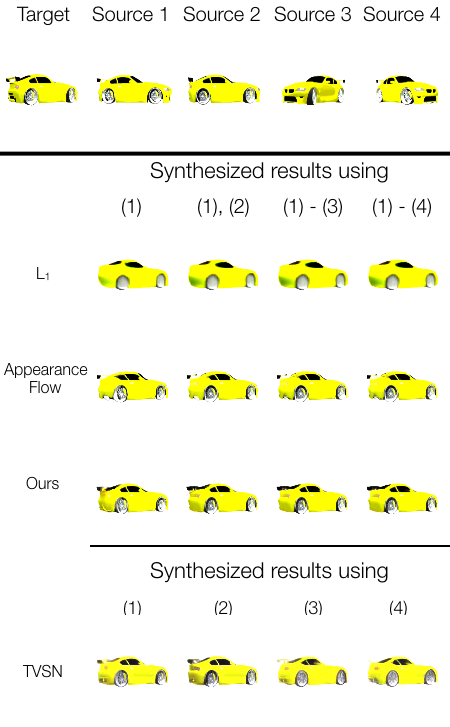 Target Source 1 Source 2 Source 3 Source 4
Synthesized results using
(1) (1), (2) (1) - (3) (1) - (4)
L₁
Appearance
Flow
Ours
Synthesized results using
(1) (2) (3) (4)
TVSN